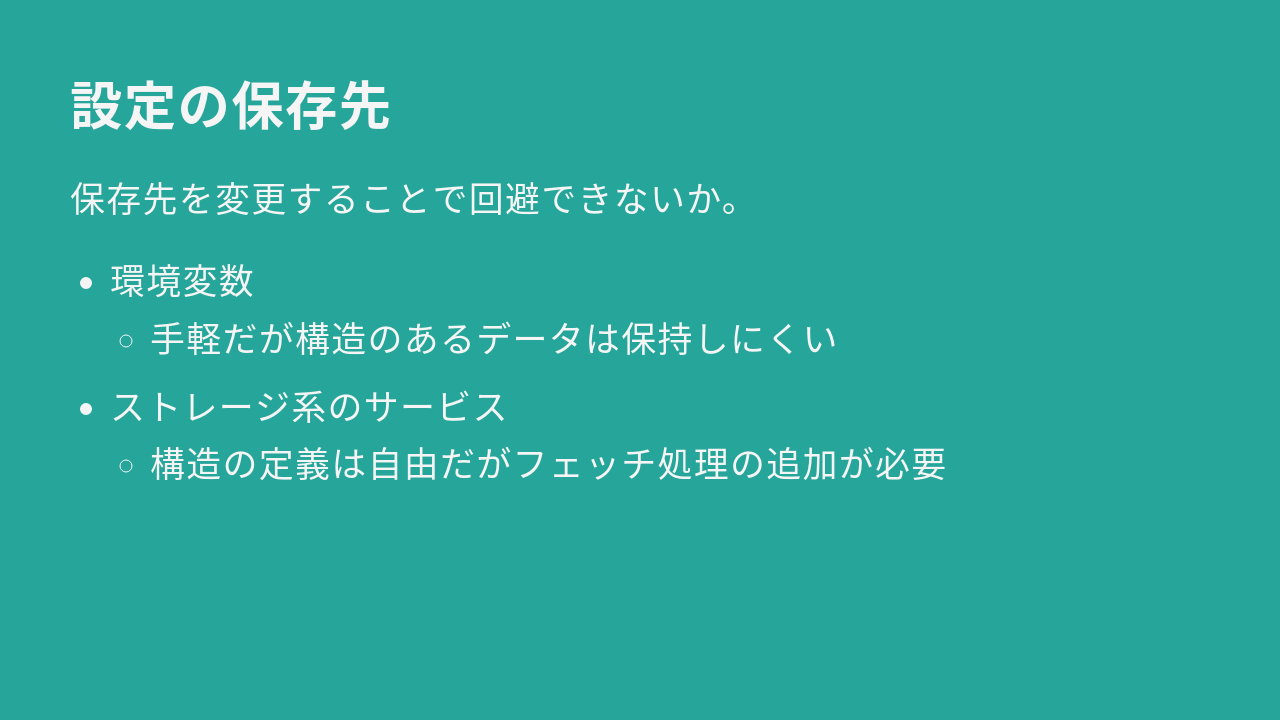 設定の保存先
保存先を変更することで回避できないか。
環境変数
手軽だが構造のあるデータは保持しにくい
ストレージ系のサービス
構造の定義は自由だがフェッチ処理の追加が必要